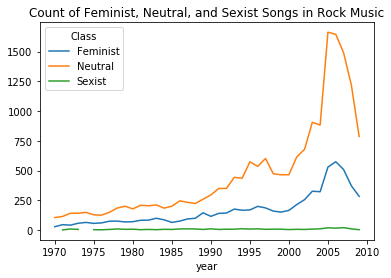 Count of Feminist, Neutral, and Sexist Songs in Rock Music
Class
Feminist
Neutral
Sexist
1500
1250
1000
750
500
250
0
1970 1975 1980 1985 1990 1995 2000 2005 2010
year